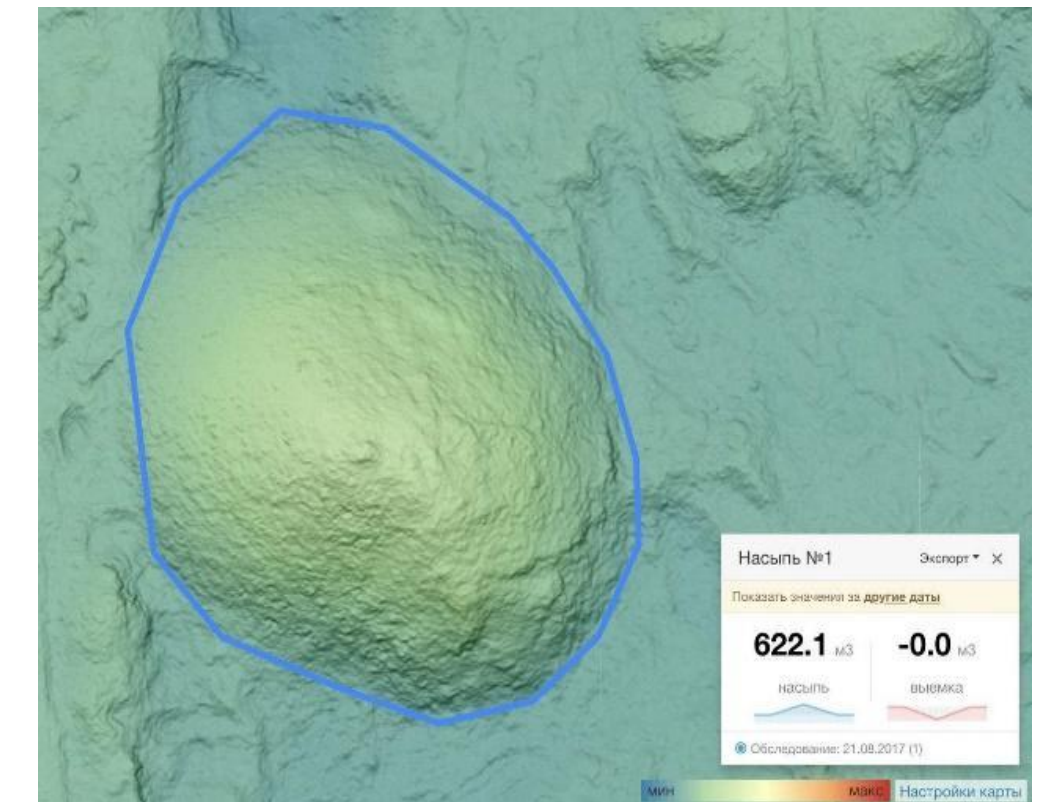 Насыпь №1 Экспорт
Показать значения за другие даты
622.1 м3 -0.0 м3
насыпь выемка
Обследование: 21.08.2017 (1)
мин макс Настройки карты